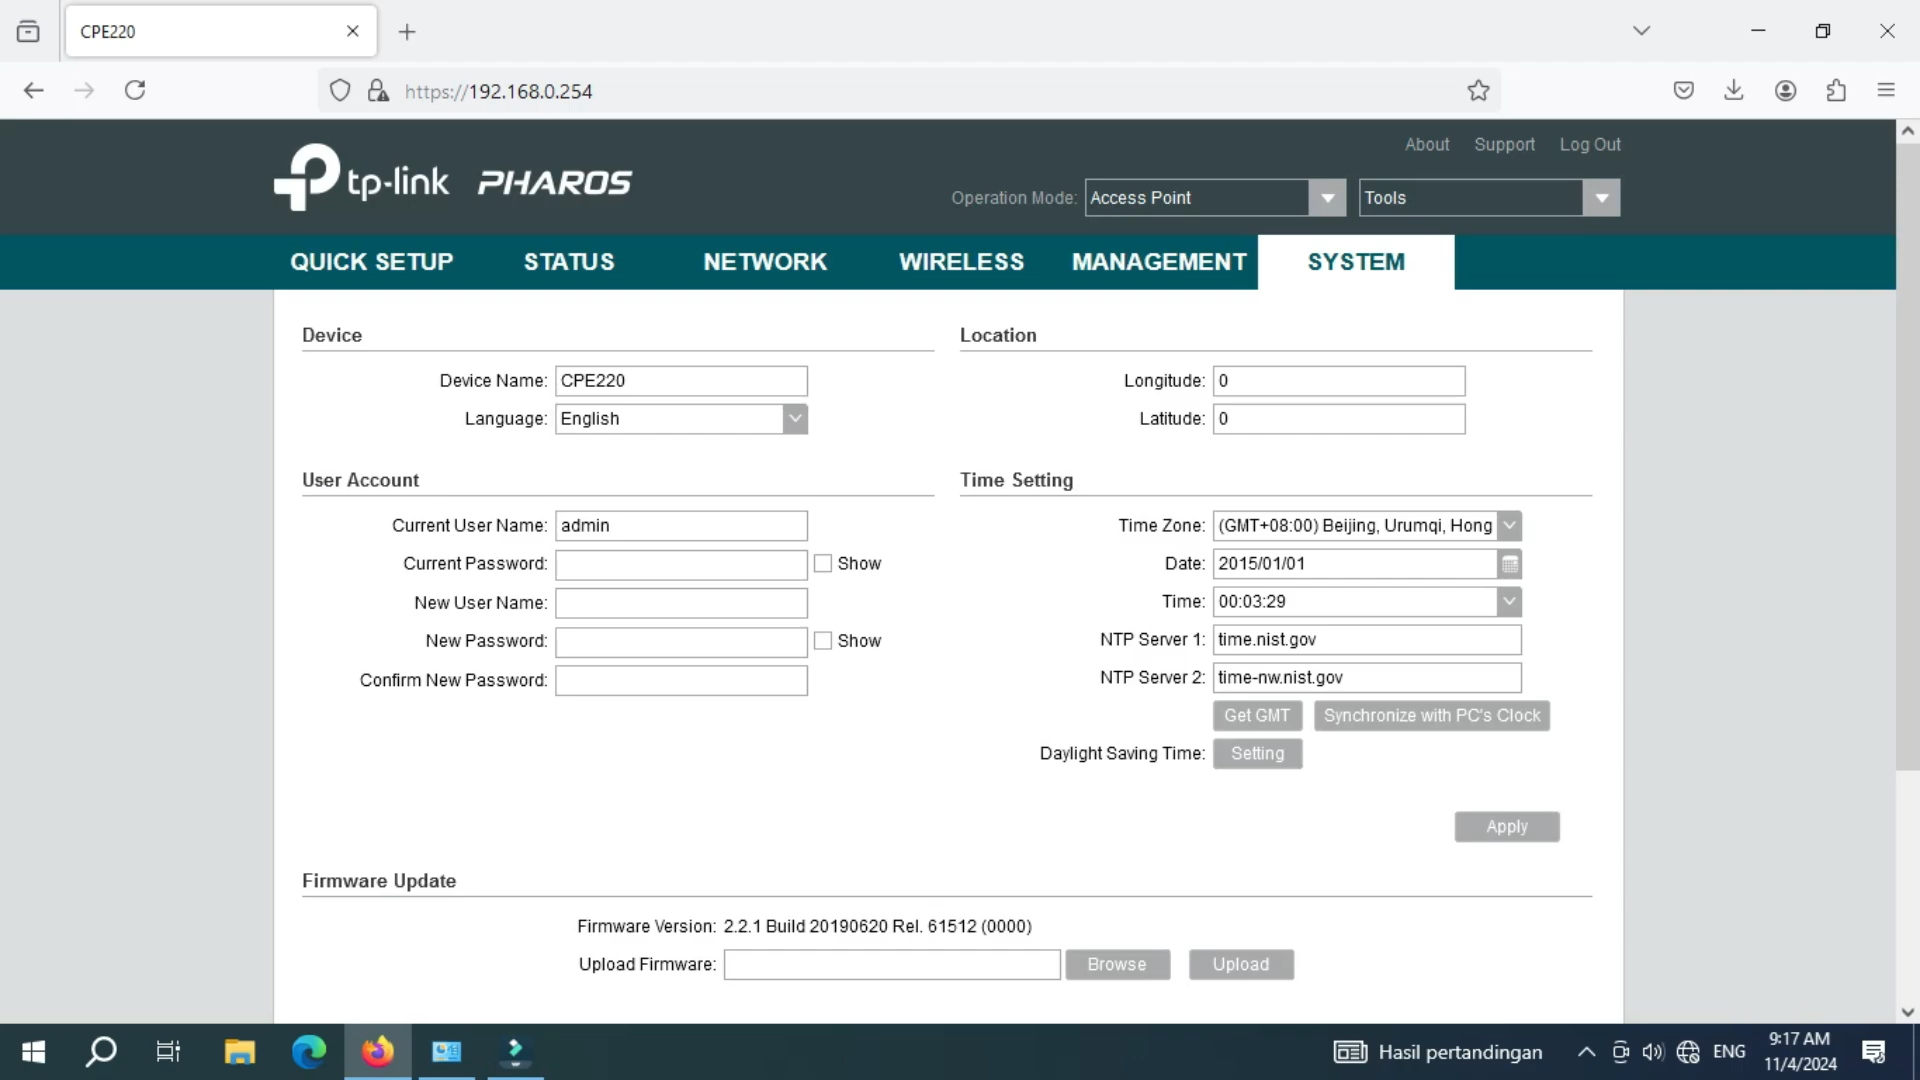 CPE220
https://192.168.0.254
About Support Log Out
tp-link PHAROS
Operation Mode: Access Point Tools
QUICK SETUP STATUS NETWORK WIRELESS MANAGEMENT SYSTEM
Device
Device Name: CPE220
Language: English
Location
Longitude: 0
Latitude: 0
User Account
Current User Name: admin
Current Password: Show
New User Name:
New Password: Show
Confirm New Password:
Time Setting
Time Zone: (GMT+08:00) Beijing, Urumqi, Hong
Date: 2015/01/01
Time: 00:03:29
NTP Server 1: time.nist.gov
NTP Server 2: time-nw.nist.gov
Get GMT Synchronize with PC's Clock
Daylight Saving Time: Setting
Apply
Firmware Update
Firmware Version: 2.2.1 Build 20190620 Rel. 61512 (0000)
Upload Firmware: Browse Upload
Hasil pertandingan ENG 9:17 AM
11/4/2024